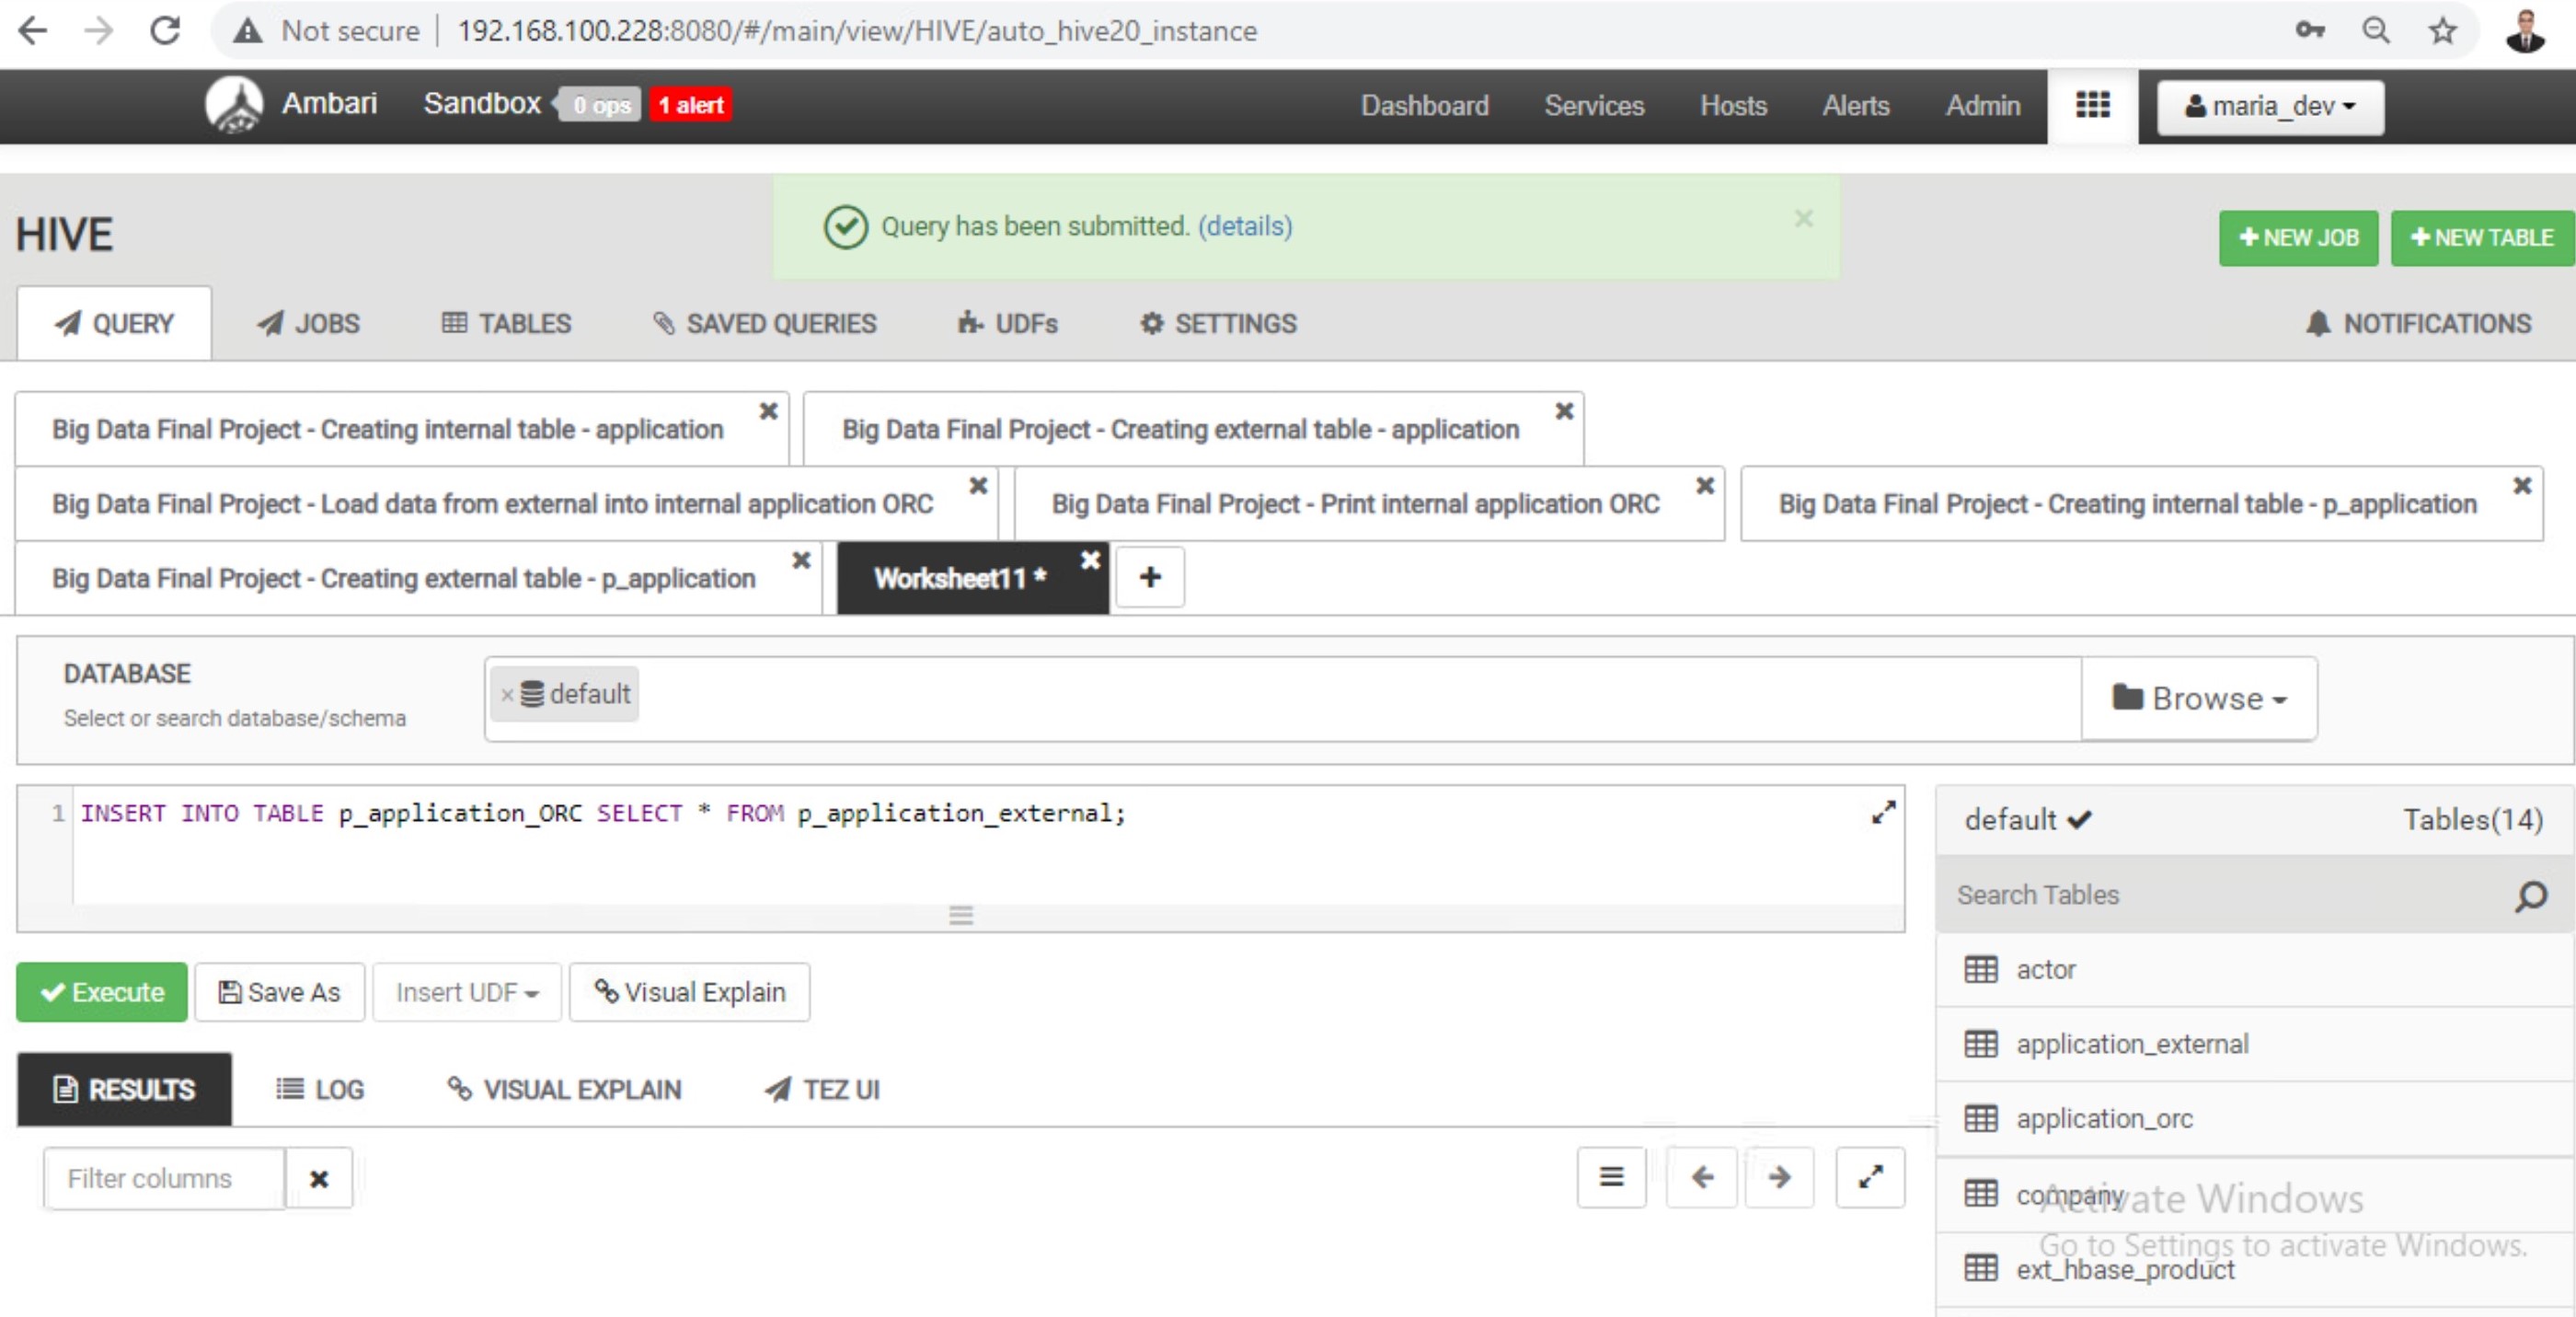 Not secure 192.168.100.228:8080/#/main/view/HIVE/auto_hive20_instance
Ambari Sandbox 0 ops 1 alert Dashboard Services Hosts Alerts Admin maria_dev
HIVE Query has been submitted. (details) × NEW JOB NEW TABLE
QUERY JOBS TABLES SAVED QUERIES UDFs SETTINGS NOTIFICATIONS
Big Data Final Project - Creating internal table - application Big Data Final Project - Creating external table - application
Big Data Final Project - Load data from external into internal application ORC Big Data Final Project - Print internal application ORC Big Data Final Project - Creating internal table - p_application
Big Data Final Project - Creating external table - p_application Worksheet11 * +
DATABASE
Select or search database/schema
× default
Browse
1 INSERT INTO TABLE p_application_ORC SELECT * FROM p_application_external;
Execute Save As Insert UDF Visual Explain
RESULTS LOG VISUAL EXPLAIN TEZ UI
Filter columns
default Tables(14)
Search Tables
actor
application_external
application_orc
company
ext_hbase_product
Activate Windows
Go to Settings to activate Windows.